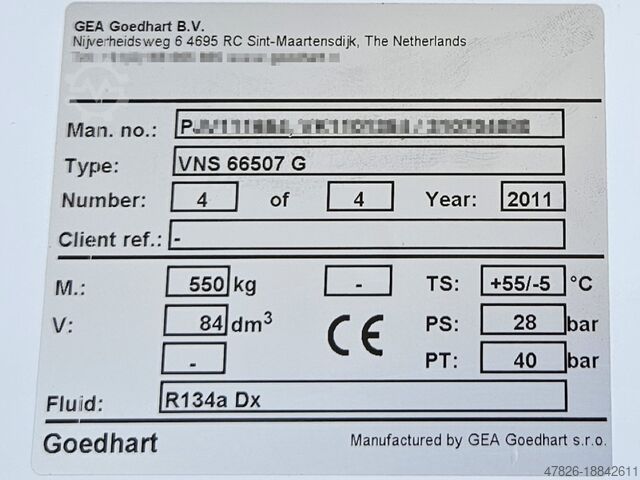 GEA Goedhart B.V.
Nijverheidsweg 6 4695 RC Sint-Maartensdijk, The Netherlands
Man. no.:
Type: VNS 66507 G
Number: 4 of 4 Year: 2011
Client ref.: -
M.: 550 kg - TS: +55/-5 °C
V: 84 dm³ CE PS: 28 bar
- PT: 40 bar
Fluid: R134a Dx
Goedhart Manufactured by GEA Goedhart s.r.o.
47826-18842611